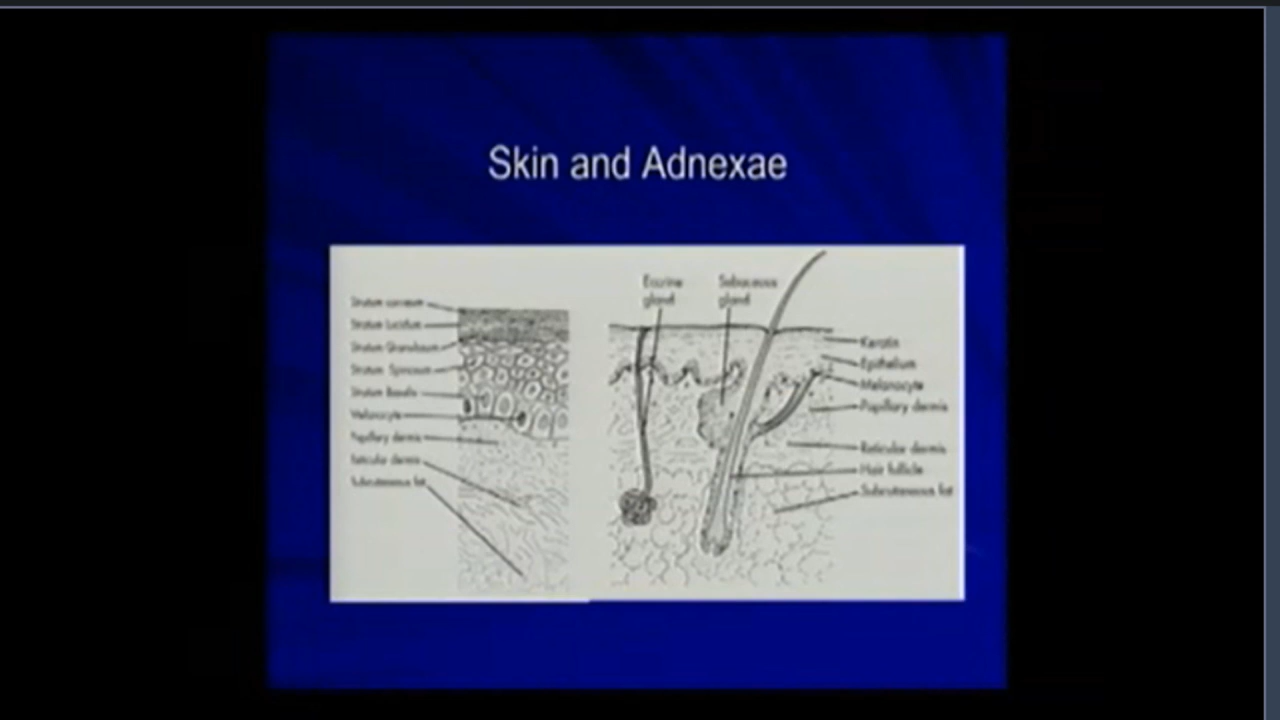 Skin and Adnexae
Eccrine
gland
Sebaceous
gland
Stratum corneum
Stratum Lucidum
Stratum Granulosum
Stratum Spinosum
Stratum Basalis
Melanocyte
Papillary dermis
Reticular dermis
Subcutaneous fat
Keratin
Epithelium
Melanocyte
Papillary dermis
Reticular dermis
Hair follicle
Subcutaneous fat